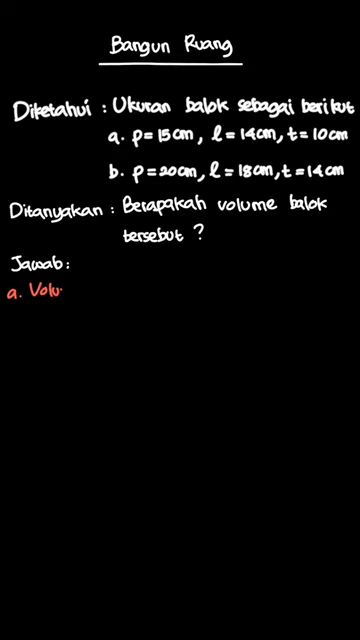 Bangun Ruang
Diketahui : Ukuran balok sebagai berikut
a. p = 15 cm, l = 14 cm, t = 10 cm
b. p = 20 cm, l = 18 cm, t = 14 cm
Ditanyakan : Berapakah volume balok
tersebut ?
Jawab :
a. Volu